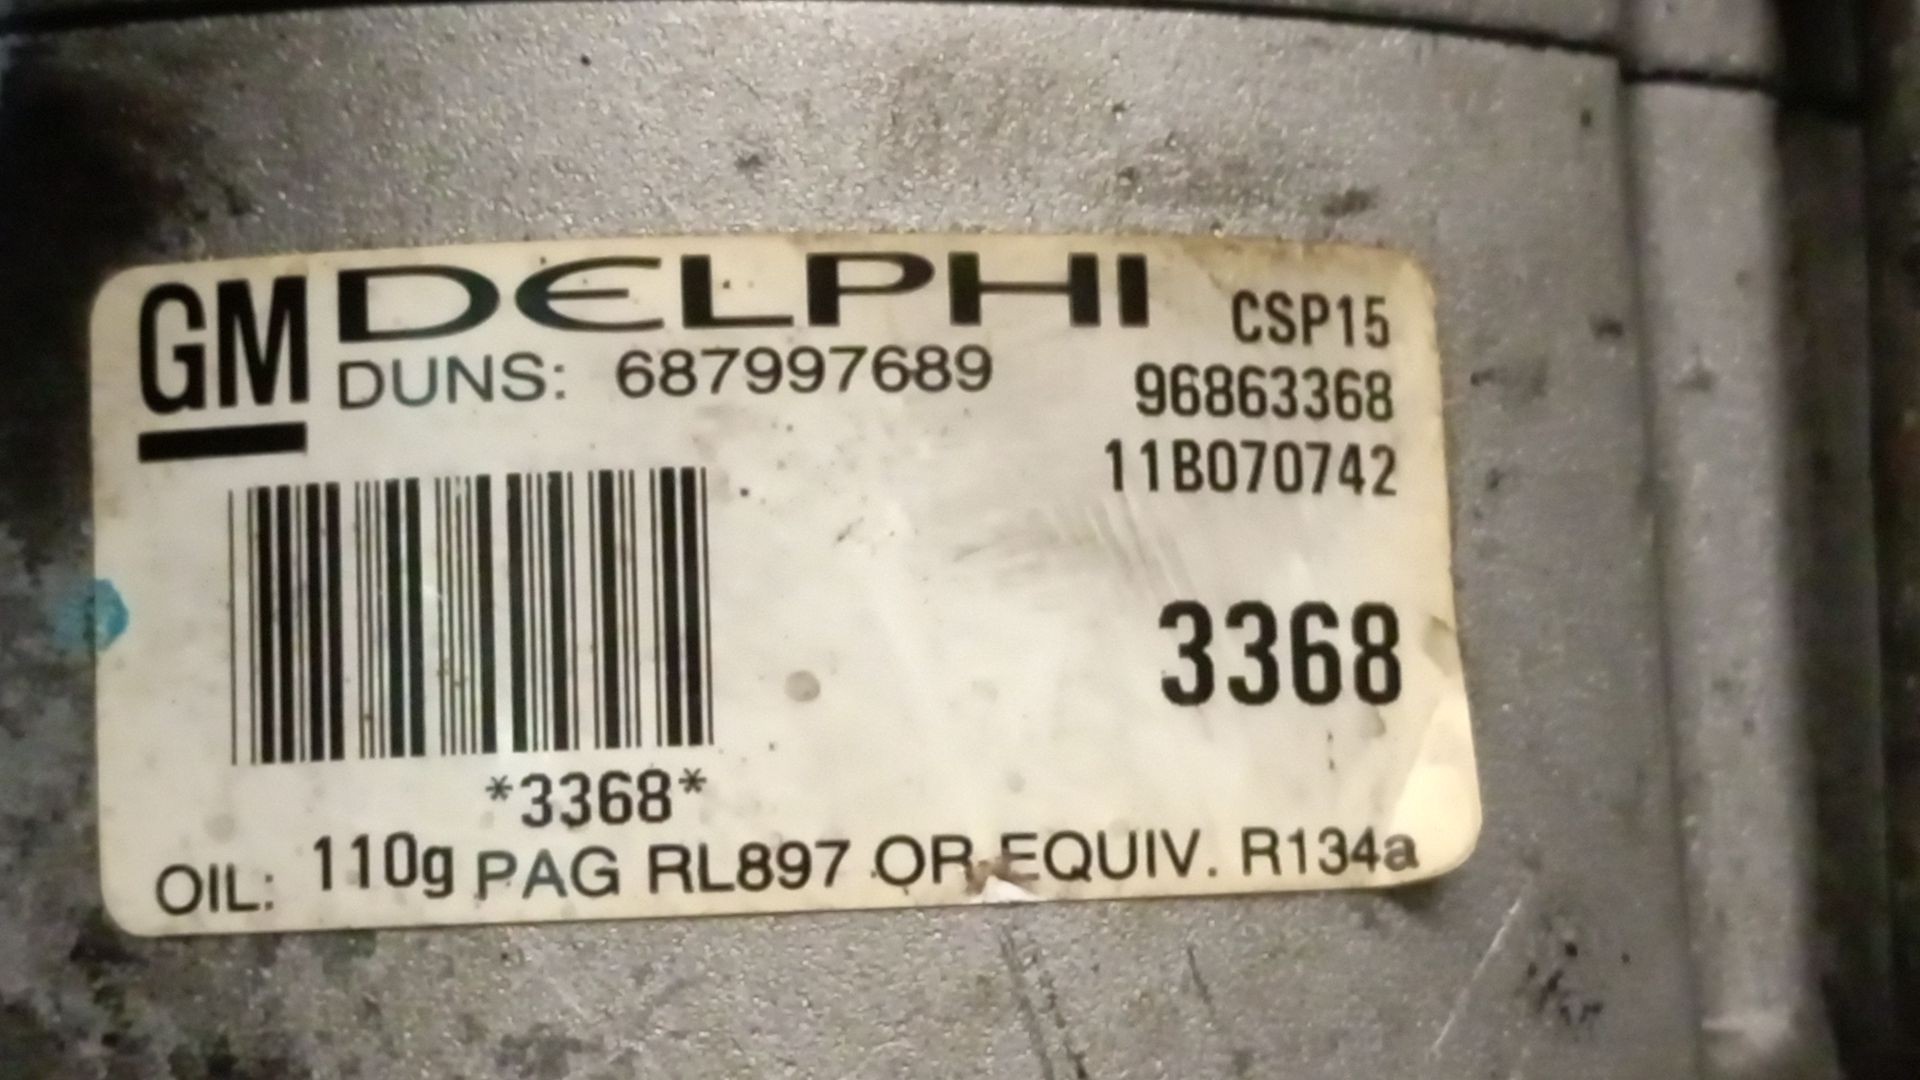 GM DELPHI
CSP15
DUNS: 687997689
96863368
11B070742
3368
*3368*
OIL: 110g PAG RL897 OR EQUIV. R134a